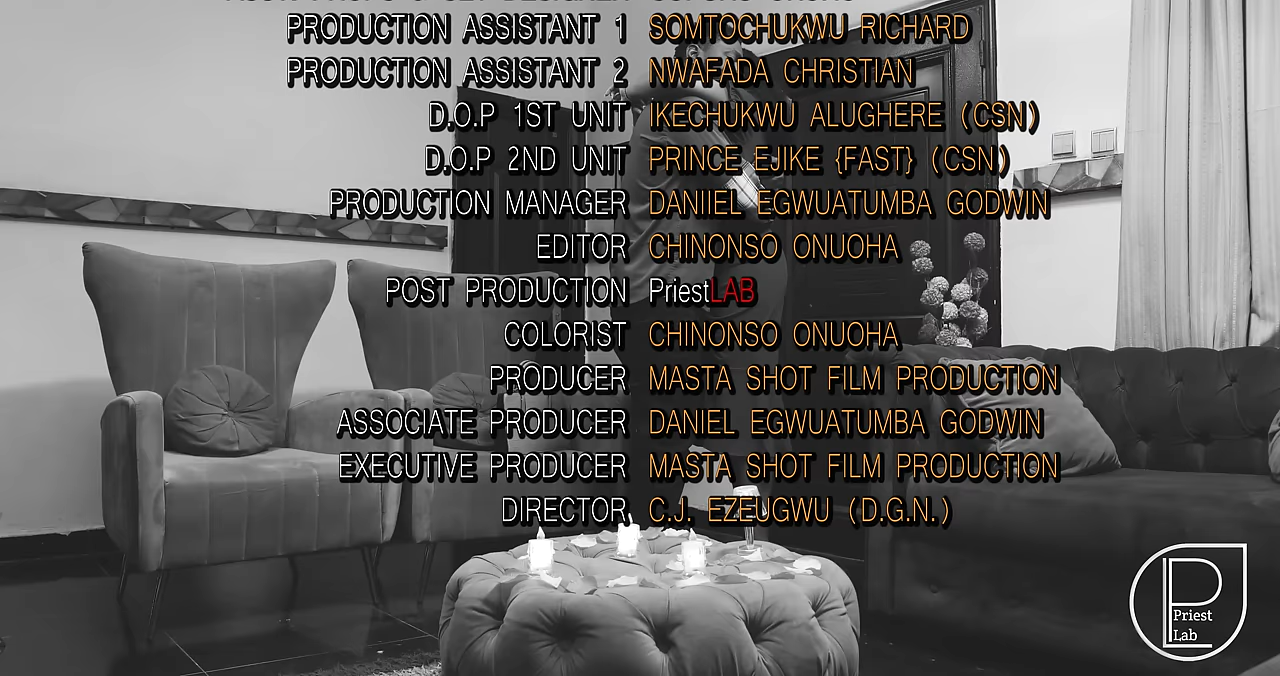 PRODUCTION ASSISTANT 1 SOMTOCHUKWU RICHARD
PRODUCTION ASSISTANT 2 NWAFADA CHRISTIAN
D.O.P 1ST UNIT IKECHUKWU ALUGHERE (CSN)
D.O.P 2ND UNIT PRINCE EJIKE {FAST} (CSN)
PRODUCTION MANAGER DANIIEL EGWUATUMBA GODWIN
EDITOR CHINONSO ONUOHA
POST PRODUCTION PriestLAB
COLORIST CHINONSO ONUOHA
PRODUCER MASTA SHOT FILM PRODUCTION
ASSOCIATE PRODUCER DANIEL EGWUATUMBA GODWIN
EXECUTIVE PRODUCER MASTA SHOT FILM PRODUCTION
DIRECTOR C.J. EZEUGWU (D.G.N.)
PL
Priest
Lab